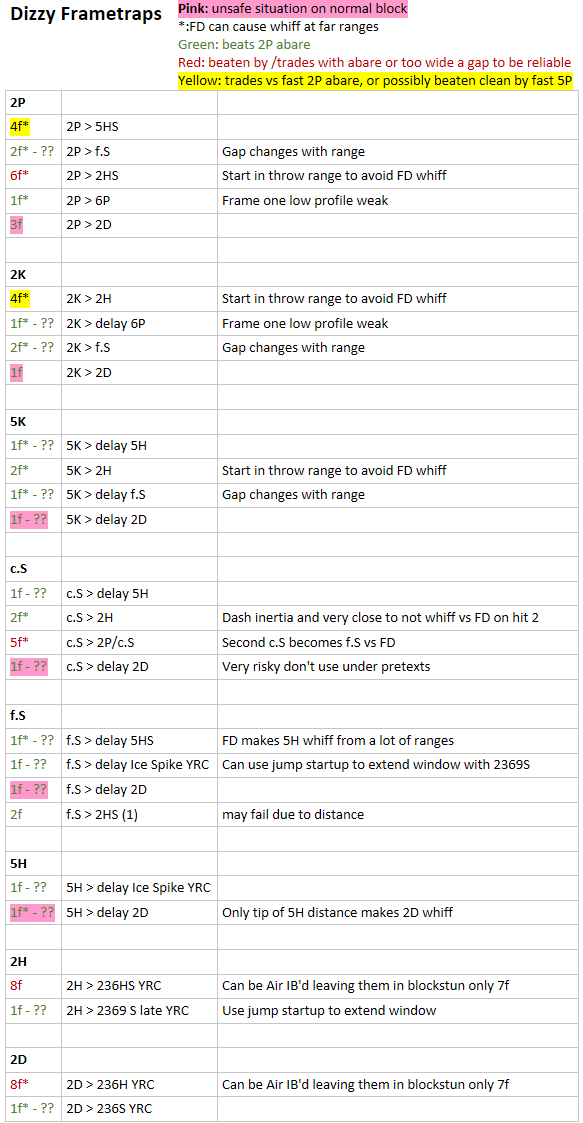 Dizzy Frametraps
Pink: unsafe situation on normal block
*:FD can cause whiff at far ranges
Green: beats 2P abare
Red: beaten by /trades with abare or too wide a gap to be reliable
Yellow: trades vs fast 2P abare, or possibly beaten clean by fast 5P
2P
4f* 2P > 5HS
2f* - ?? 2P > f.S Gap changes with range
6f* 2P > 2HS Start in throw range to avoid FD whiff
1f* 2P > 6P Frame one low profile weak
3f 2P > 2D
2K
4f* 2K > 2H Start in throw range to avoid FD whiff
1f* - ?? 2K > delay 6P Frame one low profile weak
2f* - ?? 2K > f.S Gap changes with range
1f 2K > 2D
5K
1f* - ?? 5K > delay 5H
2f* 5K > 2H Start in throw range to avoid FD whiff
1f* - ?? 5K > delay f.S Gap changes with range
1f - ?? 5K > delay 2D
c.S
1f - ?? c.S > delay 5H
2f* c.S > 2H Dash inertia and very close to not whiff vs FD on hit 2
5f* c.S > 2P/c.S Second c.S becomes f.S vs FD
1f - ?? c.S > delay 2D Very risky don't use under pretexts
f.S
1f* - ?? f.S > delay 5HS FD makes 5H whiff from a lot of ranges
1f - ?? f.S > delay Ice Spike YRC Can use jump startup to extend window with 2369S
1f - ?? f.S > delay 2D
2f f.S > 2HS (1) may fail due to distance
5H
1f - ?? 5H > delay Ice Spike YRC
1f* - ?? 5H > delay 2D Only tip of 5H distance makes 2D whiff
2H
8f 2H > 236HS YRC Can be Air IB'd leaving them in blockstun only 7f
1f - ?? 2H > 2369 S late YRC Use jump startup to extend window
2D
8f* 2D > 236H YRC Can be Air IB'd leaving them in blockstun only 7f
1f* - ?? 2D > 236S YRC